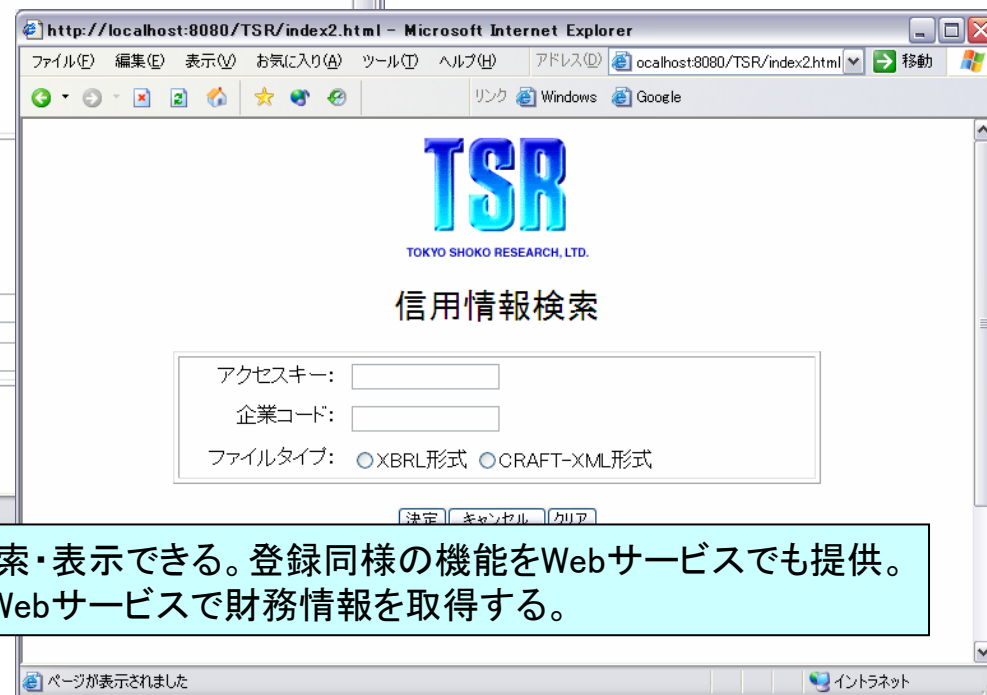 http://localhost:8080/TSR/index2.html - Microsoft Internet Explorer
ファイル(F) 編集(E) 表示(V) お気に入り(A) ツール(T) ヘルプ(H) アドレス(D) ocalhost:8080/TSR/index2.html 移動
リンク Windows Google
TSR
TOKYO SHOKO RESEARCH, LTD.
信用情報検索
アクセスキー:
企業コード:
ファイルタイプ: XBRL形式 CRAFT-XML形式
決定 キャンセル クリア
索・表示できる。登録同様の機能をWebサービスでも提供。
Webサービスで財務情報を取得する。
ページが表示されました イントラネット